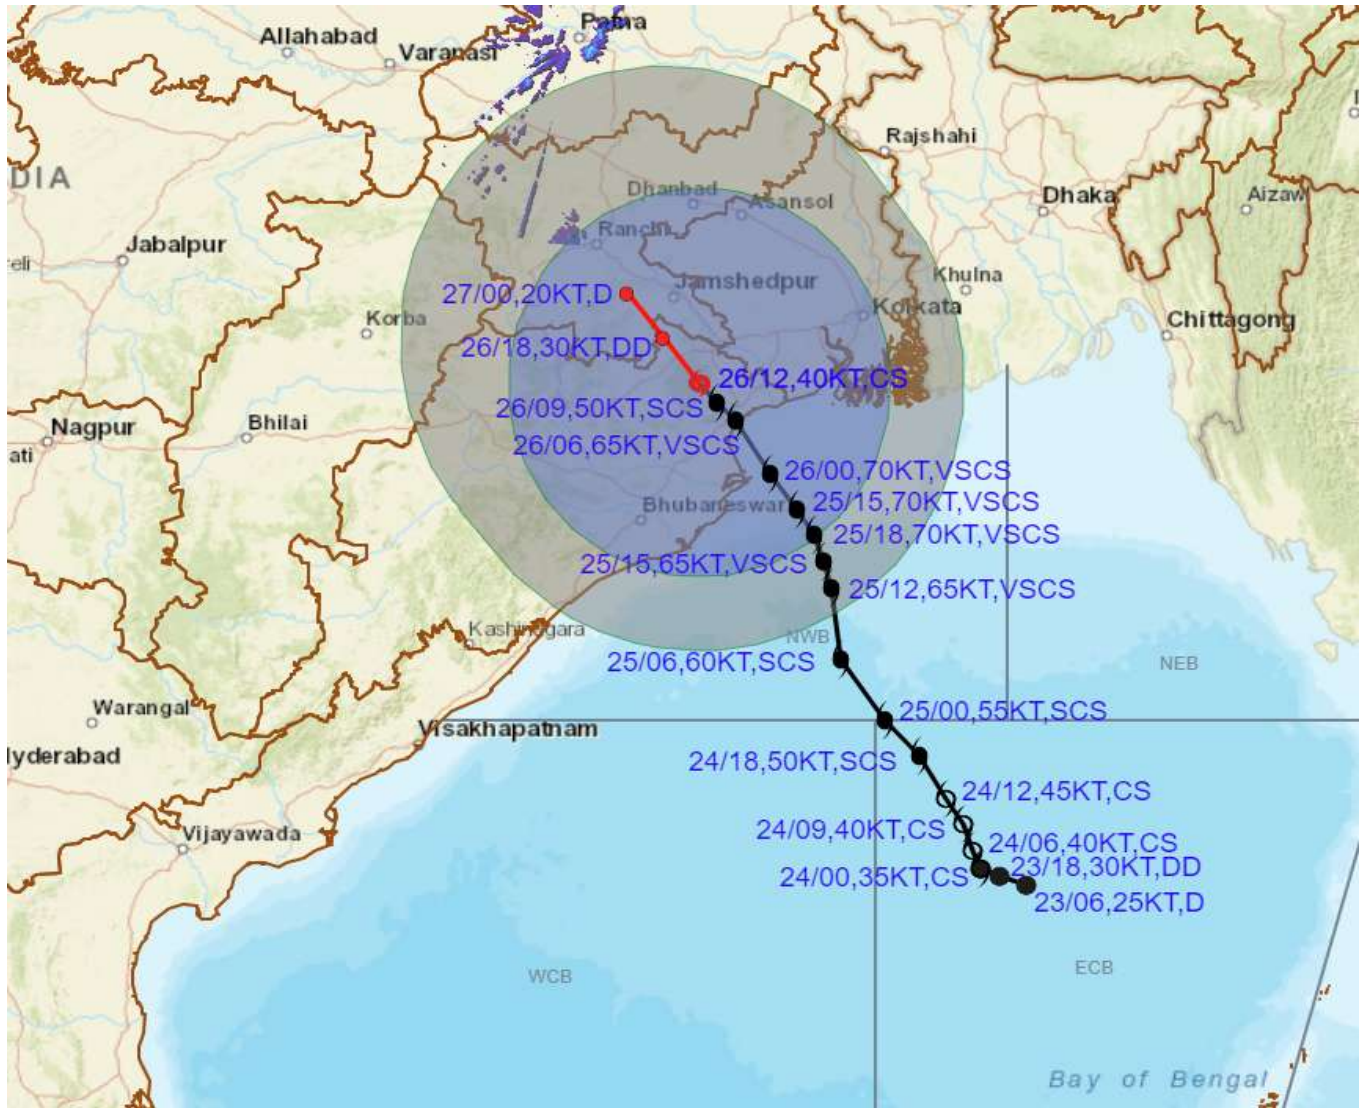 Patna
Allahabad
Varanasi
Rajshahi
DIA
Dhanbad
Asansol
Dhaka
Aizawl
Ranchi
Jabalpur
eli
Khulna
Jamshedpur
27/00,20KT,D
Kolkata
Korba
Chittagong
26/18,30KT,DD
26/12,40KT,CS
26/09,50KT,SCS
Bhilai
Nagpur
26/06,65KT,VSCS
ati
26/00,70KT,VSCS
Bhubaneswar
25/15,70KT,VSCS
25/18,70KT,VSCS
25/15,65KT,VSCS
25/12,65KT,VSCS
NWB
25/06,60KT,SCS
NEB
Warangal
25/00,55KT,SCS
Visakhapatnam
lyderabad
24/18,50KT,SCS
24/12,45KT,CS
Vijayawada
24/09,40KT,CS
24/06,40KT,CS
23/18,30KT,DD
24/00,35KT,CS
23/06,25KT,D
ECB
WCB
Bay of Bengal